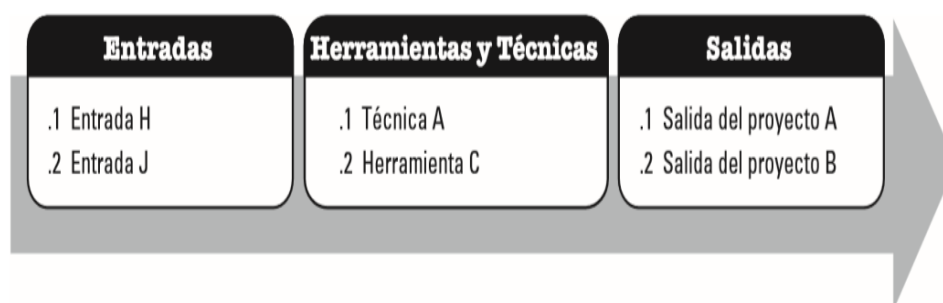 Entradas
.1 Entrada H
.2 Entrada J
Herramientas y Técnicas
.1 Técnica A
.2 Herramienta C
Salidas
.1 Salida del proyecto A
.2 Salida del proyecto B